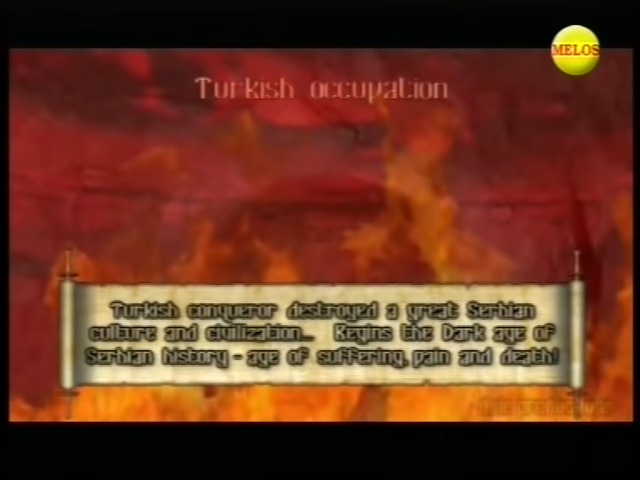 MELOS
Turkish occupation
Turkish conqueror destroyed a great Serbian
culture and civilization... Begins the Dark age of
Serbian history - age of suffering, pain and death!